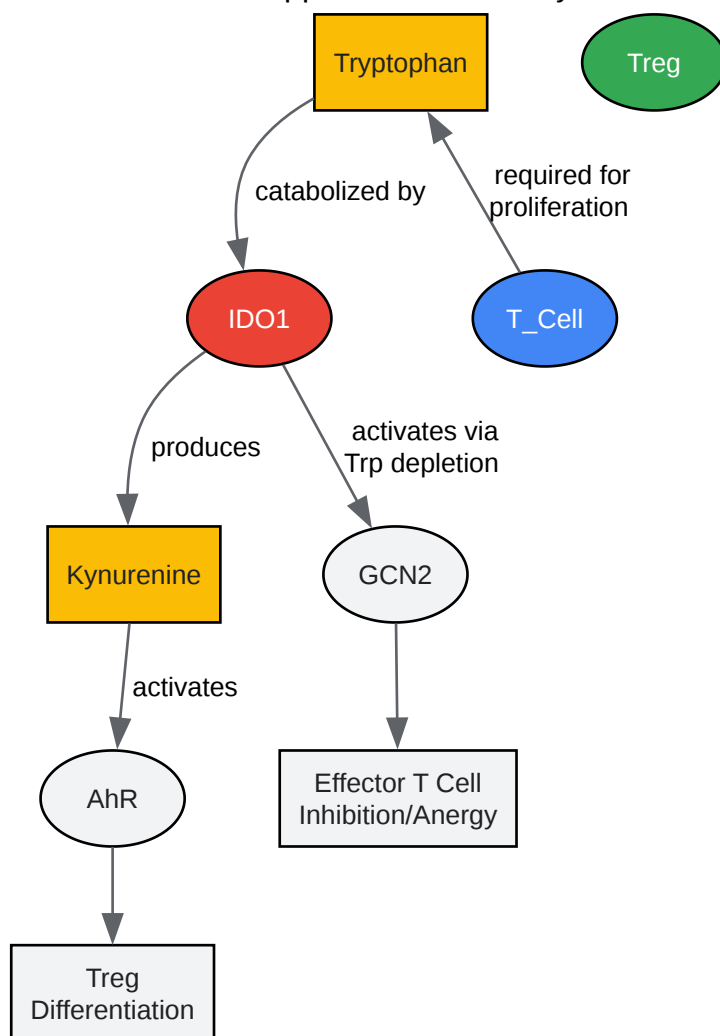 Tryptophan
Treg
catabolized by
required for
proliferation
IDO1
T_Cell
produces
activates via
Trp depletion
Kynurenine
GCN2
activates
AhR
Effector T Cell
Inhibition/Anergy
Treg
Differentiation